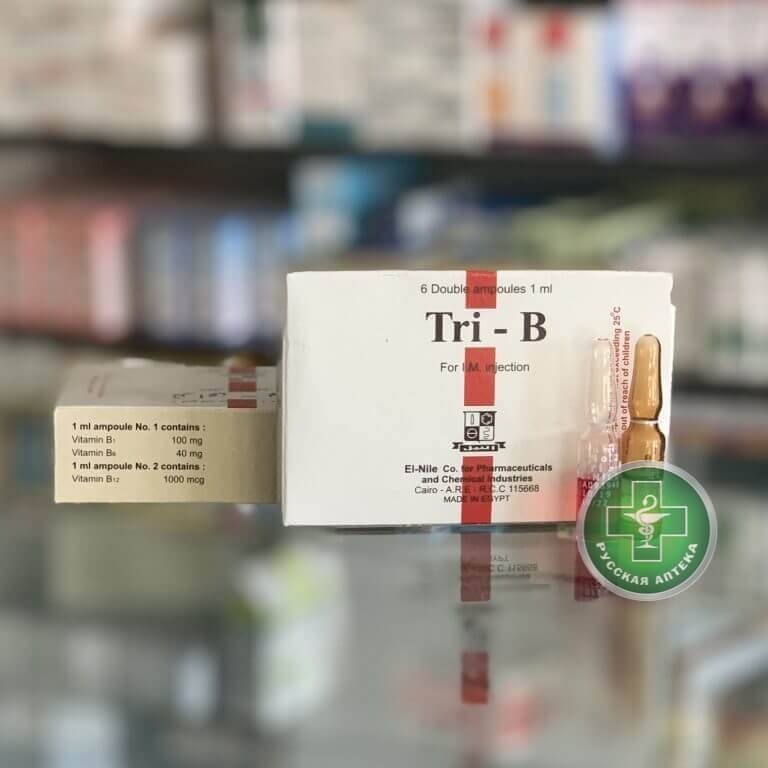 6 Double ampoules 1 ml
Tri - B
For I.M. injection
El-Nile Co. for Pharmaceuticals
and Chemical Industries
Cairo - A.R.E - R.C.C 115668
MADE IN EGYPT
exceeding 25°C
out of reach of children
1 ml ampoule No. 1 contains :
Vitamin B1 100 mg
Vitamin B6 40 mg
1 ml ampoule No. 2 contains :
Vitamin B12 1000 mcg
РУССКАЯ АПТЕКА